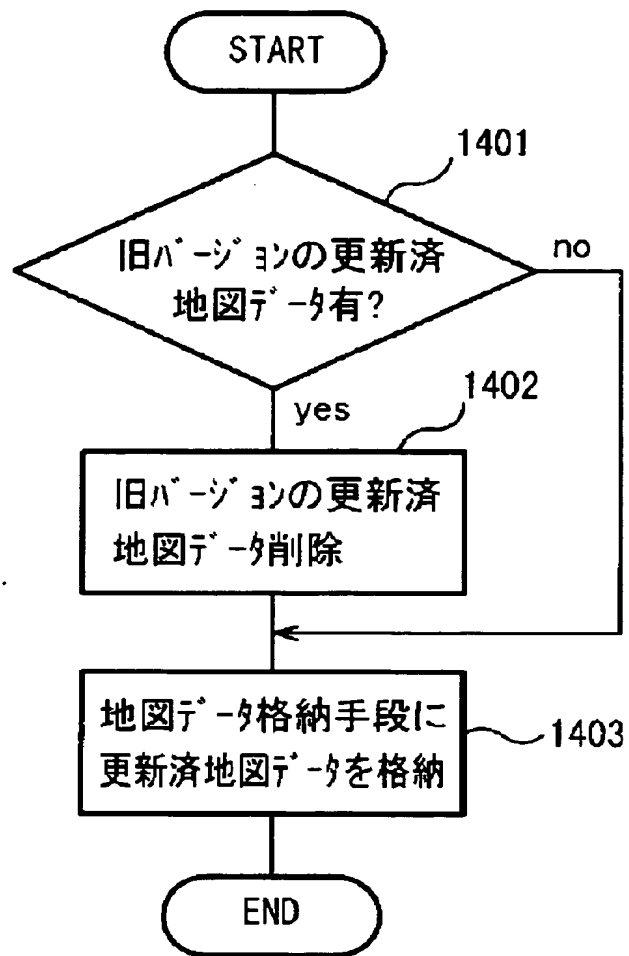 START
1401
旧ﾊﾞｰｼﾞｮﾝの更新済
地図ﾃﾞｰﾀ有?
no
yes
1402
旧ﾊﾞｰｼﾞｮﾝの更新済
地図ﾃﾞｰﾀ削除
地図ﾃﾞｰﾀ格納手段に
更新済地図ﾃﾞｰﾀを格納
1403
END